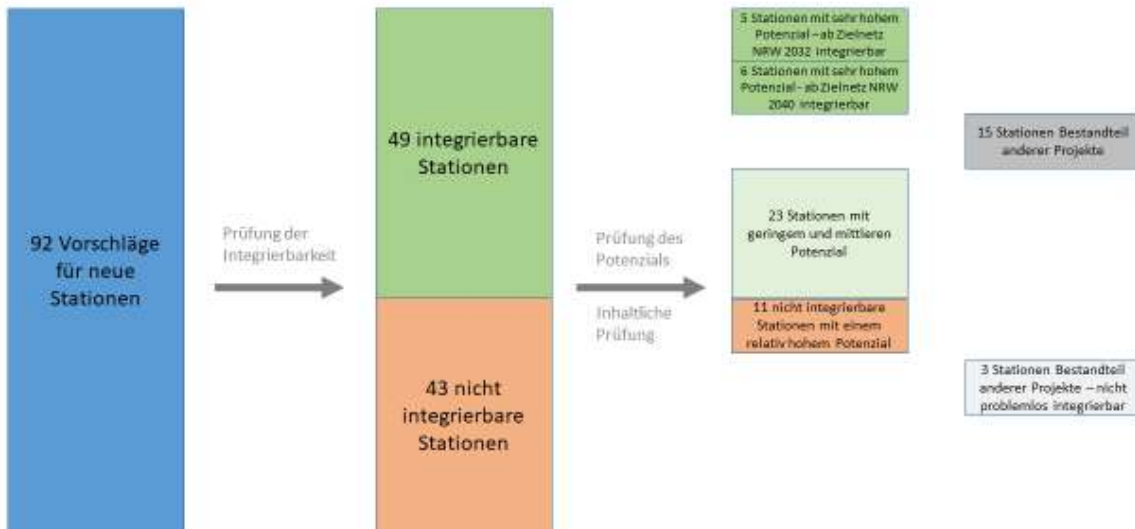 92 Vorschläge
für neue
Stationen
Prüfung der
Integrierbarkeit
49 integrierbare
Stationen
43 nicht
integrierbare
Stationen
Prüfung des
Potenzials
Inhaltliche
Prüfung
5 Stationen mit sehr hohem
Potenzial – ab Zielnetz
NRW 2032 integrierbar
6 Stationen mit sehr hohem
Potenzial - ab Zielnetz NRW
2040 integrierbar
23 Stationen mit
geringem und mittleren
Potenzial
11 nicht integrierbare
Stationen mit einem
relativ hohem Potenzial
15 Stationen Bestandteil
anderer Projekte
3 Stationen Bestandteil
anderer Projekte – nicht
problemlos integrierbar